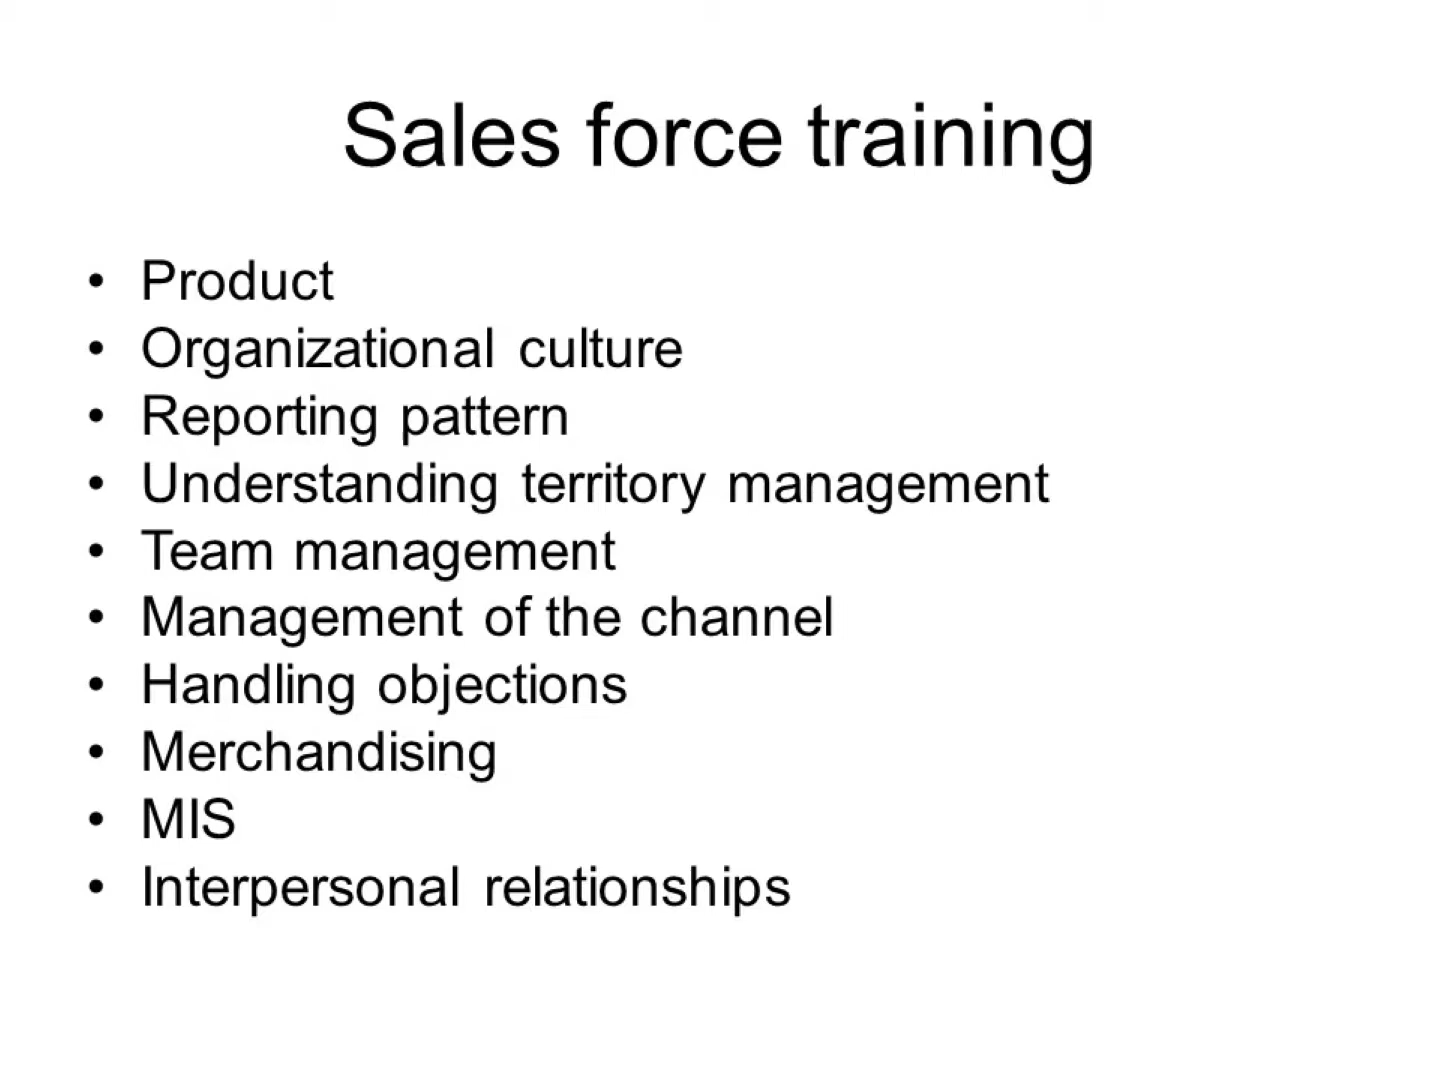 Sales force training
• Product
• Organizational culture
• Reporting pattern
• Understanding territory management
• Team management
• Management of the channel
• Handling objections
• Merchandising
• MIS
• Interpersonal relationships